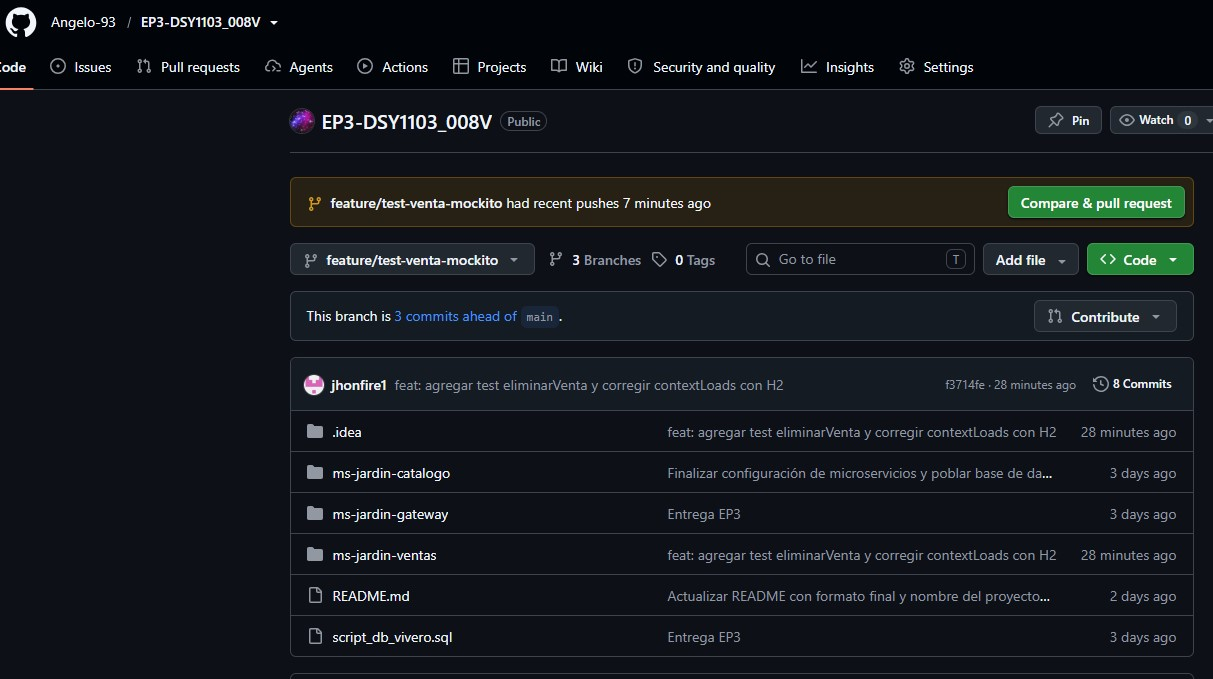 Angelo-93 / EP3-DSY1103_008V
ode Issues Pull requests Agents Actions Projects Wiki Security and quality Insights Settings
EP3-DSY1103_008V Public Pin Watch 0
feature/test-venta-mockito had recent pushes 7 minutes ago Compare & pull request
feature/test-venta-mockito 3 Branches 0 Tags Go to file T Add file <> Code
This branch is 3 commits ahead of main . Contribute
jhonfire1 feat: agregar test eliminarVenta y corregir contextLoads con H2 f3714fe · 28 minutes ago 8 Commits
.idea feat: agregar test eliminarVenta y corregir contextLoads con H2 28 minutes ago
ms-jardin-catalogo Finalizar configuración de microservicios y poblar base de da... 3 days ago
ms-jardin-gateway Entrega EP3 3 days ago
ms-jardin-ventas feat: agregar test eliminarVenta y corregir contextLoads con H2 28 minutes ago
README.md Actualizar README con formato final y nombre del proyecto... 2 days ago
script_db_vivero.sql Entrega EP3 3 days ago